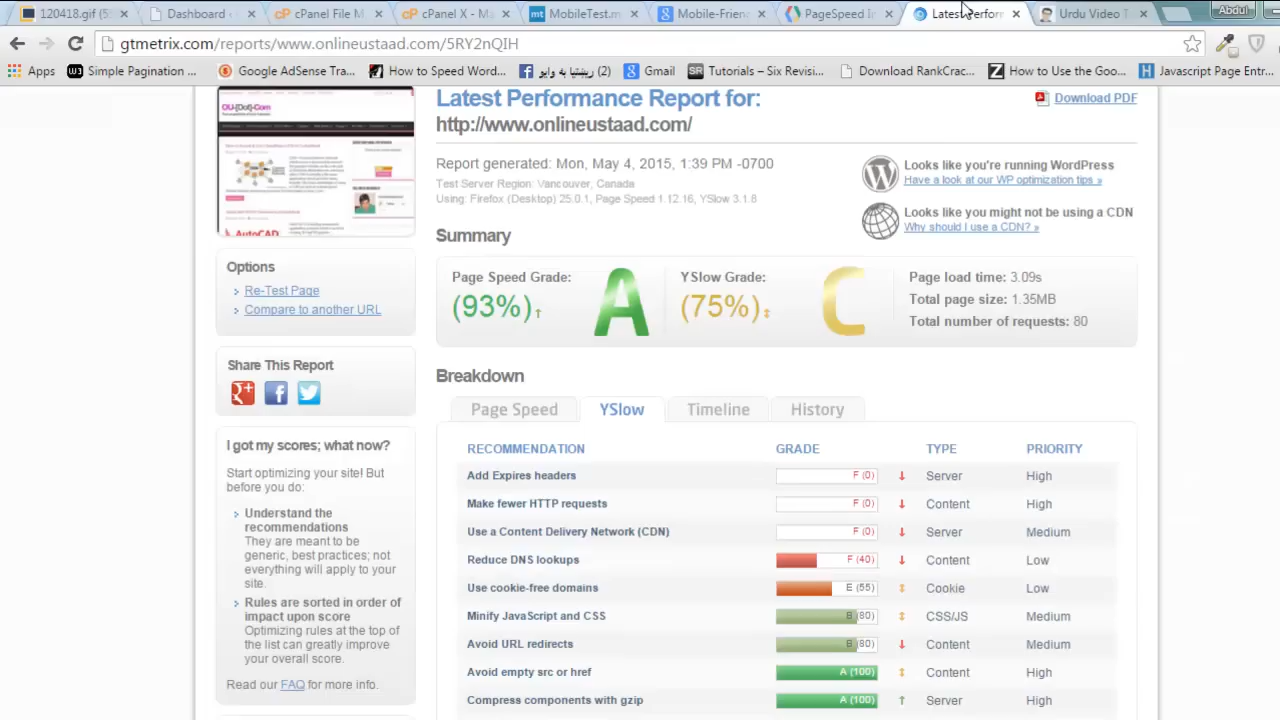 120418.gif (5
Dashboard
cPanel File M
cPanel X - Ma
MobileTest.m
Mobile-Frien
PageSpeed In
Latest Perform
Urdu Video T
Abdul
gtmetrix.com/reports/www.onlineustaad.com/5RY2nQIH
Apps
Simple Pagination ...
Google AdSense Tra...
How to Speed Word...
(2)
Gmail
Tutorials – Six Revisi...
Download RankCrac...
How to Use the Goo...
Javascript Page Entr...
OU-[Dot]-Com
AutoCAD
Latest Performance Report for:
Download PDF
http://www.onlineustaad.com/
Report generated: Mon, May 4, 2015, 1:39 PM -0700
Test Server Region: Vancouver, Canada
Using: Firefox (Desktop) 25.0.1, Page Speed 1.12.16, YSlow 3.1.8
Looks like you're running WordPress
Have a look at our WP optimization tips »
Looks like you might not be using a CDN
Why should I use a CDN? »
Summary
Page Speed Grade:
(93%)↑
A
YSlow Grade:
(75%)↕
C
Page load time: 3.09s
Total page size: 1.35MB
Total number of requests: 80
Options
Re-Test Page
Compare to another URL
Share This Report
I got my scores; what now?
Start optimizing your site! But
before you do:
Understand the
recommendations
They are meant to be
generic, best practices; not
everything will apply to your
site.
Rules are sorted in order of
impact upon score
Optimizing rules at the top of
the list can greatly improve
your overall score.
Read our FAQ for more info.
Breakdown
Page Speed
YSlow
Timeline
History
RECOMMENDATION GRADE TYPE PRIORITY
Add Expires headers F (0) ↓ Server High
Make fewer HTTP requests F (0) ↓ Content High
Use a Content Delivery Network (CDN) F (0) ↓ Server Medium
Reduce DNS lookups F (40) ↓ Content Low
Use cookie-free domains E (55) ↕ Cookie Low
Minify JavaScript and CSS B (80) ↕ CSS/JS Medium
Avoid URL redirects B (80) ↓ Content Medium
Avoid empty src or href A (100) ↕ Content High
Compress components with gzip A (100) ↑ Server High